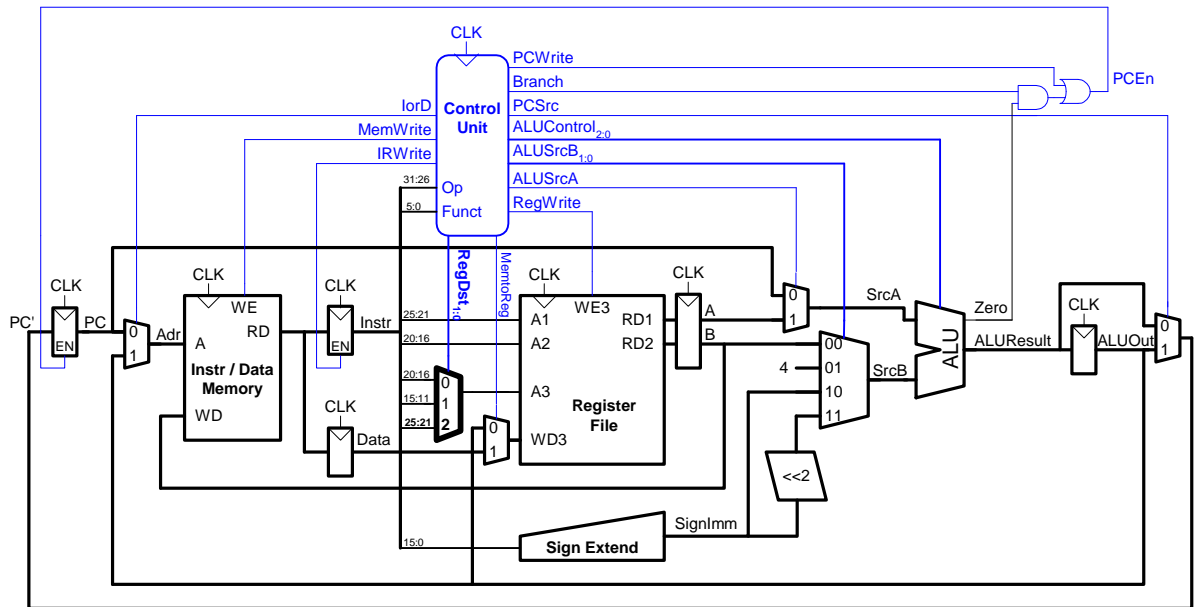 CLK
PCWrite
Branch
PCEn
IorD
Control
Unit
PCSrc
MemWrite
ALUControl2:0
IRWrite
ALUSrcB1:0
31:26
Op
ALUSrcA
5:0
Funct
RegWrite
RegDst1:0
MemtoReg
CLK
CLK
CLK
CLK
CLK
CLK
WE
WE3
PC'
PC
EN
0
1
Adr
A
RD
Instr / Data
Memory
WD
EN
Instr
25:21
A1
RD1
A
0
1
SrcA
Zero
20:16
A2
RD2
B
00
4
01
SrcB
10
11
ALU
ALUResult
ALUOut
0
1
20:16
0
A3
15:11
1
Register
File
25:21
2
0
WD3
1
CLK
Data
<<2
SignImm
15:0
Sign Extend